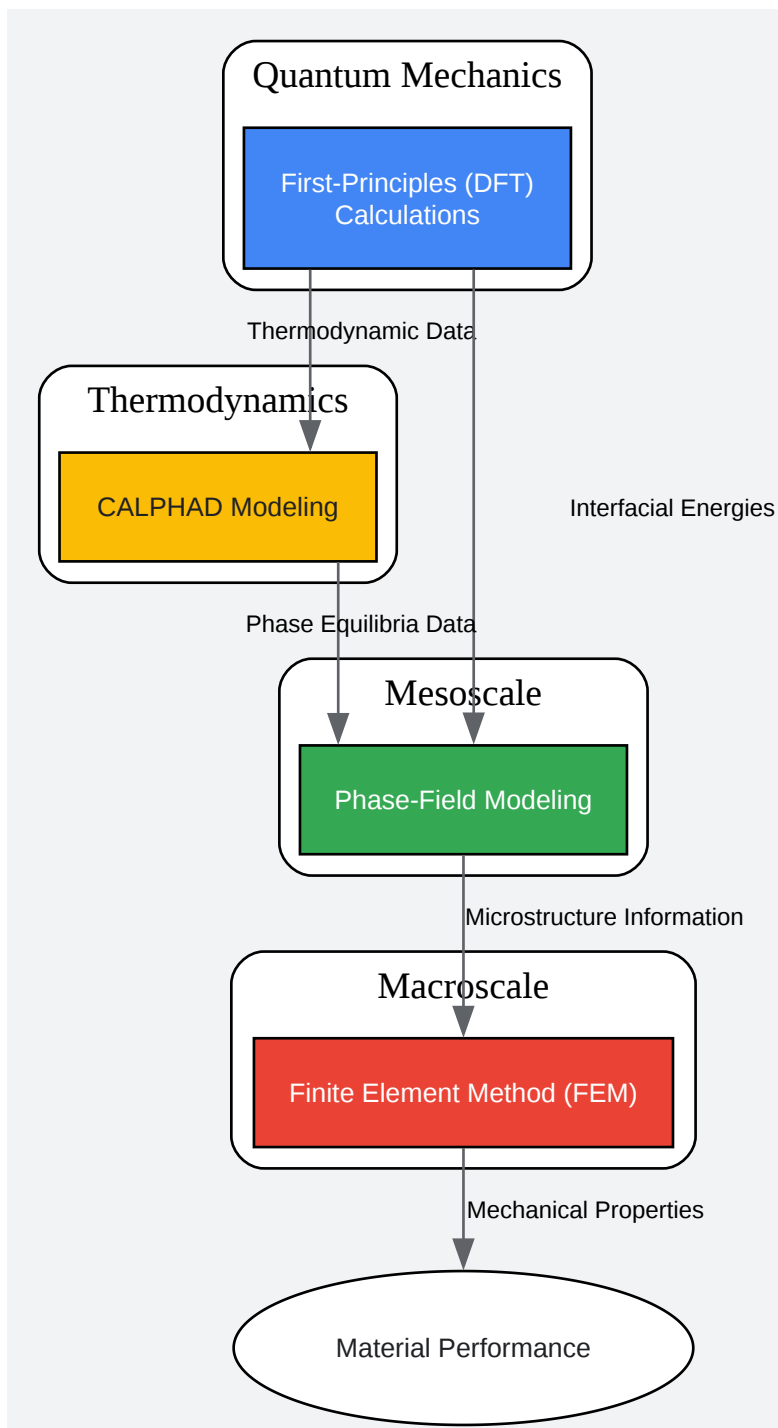 Quantum Mechanics
First-Principles (DFT)
Calculations
Thermodynamic Data
Thermodynamics
CALPHAD Modeling
Interfacial Energies
Phase Equilibria Data
Mesoscale
Phase-Field Modeling
Microstructure Information
Macroscale
Finite Element Method (FEM)
Mechanical Properties
Material Performance